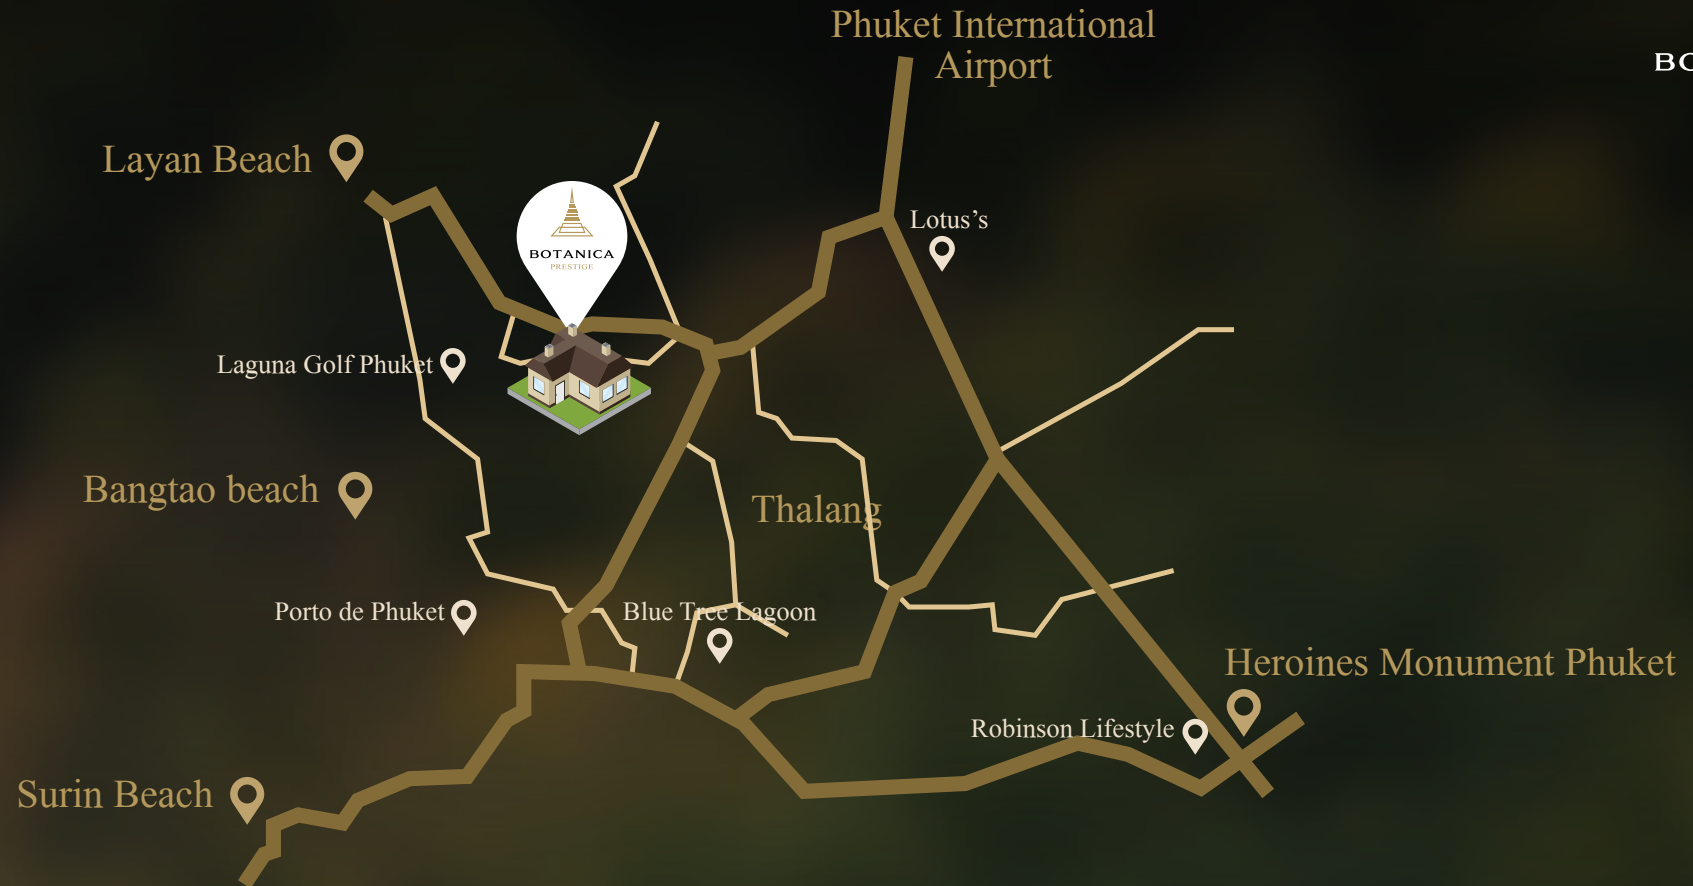 Phuket International
Airport
BO
Layan Beach
Lotus’s
BOTANICA
PRESTIGE
Laguna Golf Phuket
Bangtao beach
Thalang
Porto de Phuket
Blue Tree Lagoon
Heroines Monument Phuket
Robinson Lifestyle
Surin Beach